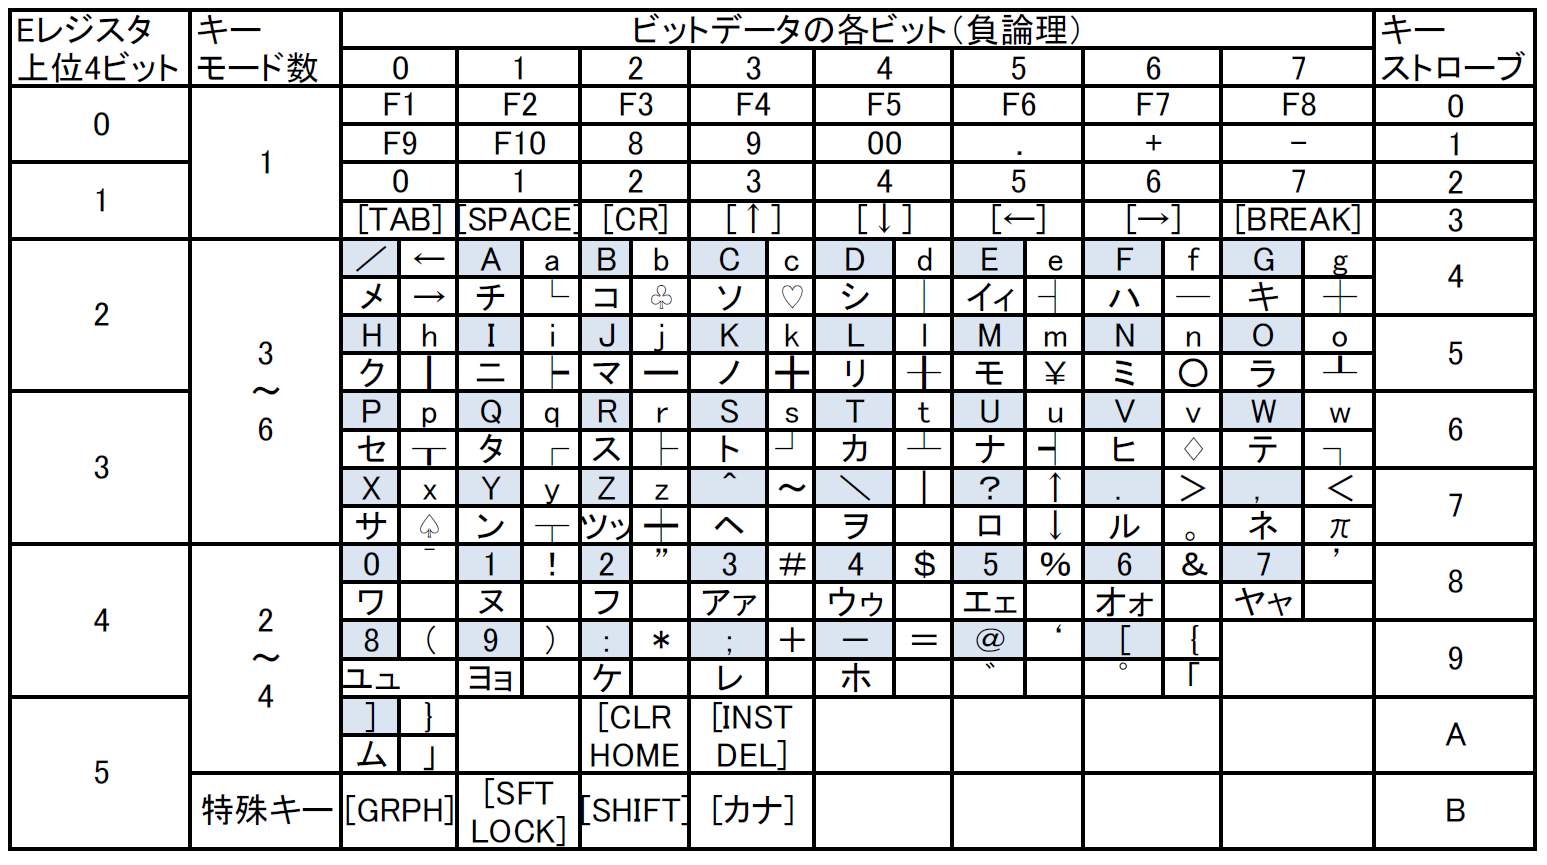 Eレジスタ
上位4ビット
キー
モード数
ビットデータの各ビット(負論理)
キー
ストローブ
0 1 2 3 4 5 6 7
0
1
F1 F2 F3 F4 F5 F6 F7 F8
0
F9 F10 8 9 00 . + -
1
1
0 1 2 3 4 5 6 7
2
[TAB] [SPACE] [CR] [↑] [↓] [←] [→] [BREAK]
3
2
3
～
6
／ ← A a B b C c D d E e F f G g
4
メ → チ └ コ ♧ ソ ♡ シ │ イィ ┤ ハ ─ キ ┼
H h I i J j K k L l M m N n O o
5
ク ┃ ニ ┝ マ ━ ノ ╋ リ ┿ モ ¥ ミ 〇 ラ ┻
3
P p Q q R r S s T t U u V v W w
6
セ ┳ タ ┌ ス ├ ト ┘ カ ┴ ナ ┥ ヒ ♢ テ ┐
X x Y y Z z ＾ ～ ＼ | ? ↑ . ＞ , ＜
7
サ ♤ ン ┬ ツッ ┿ ヘ ヲ ロ ↓ ル 。 ネ π
4
2
～
4
0 ‾ 1 ! 2 ” 3 # 4 $ 5 % 6 & 7 ’
8
ワ ヌ フ アァ ウゥ エェ オォ ヤャ
8 ( 9 ) : * ; ＋ － ＝ @ ‘ [ {
9
ユュ ヨョ ケ レ ホ ゛ ゜ 「
5
] }
ム 」
[CLR
HOME
[INST
DEL]
A
特殊キー
[GRPH] [SFT
LOCK] [SHIFT] [カナ]
B